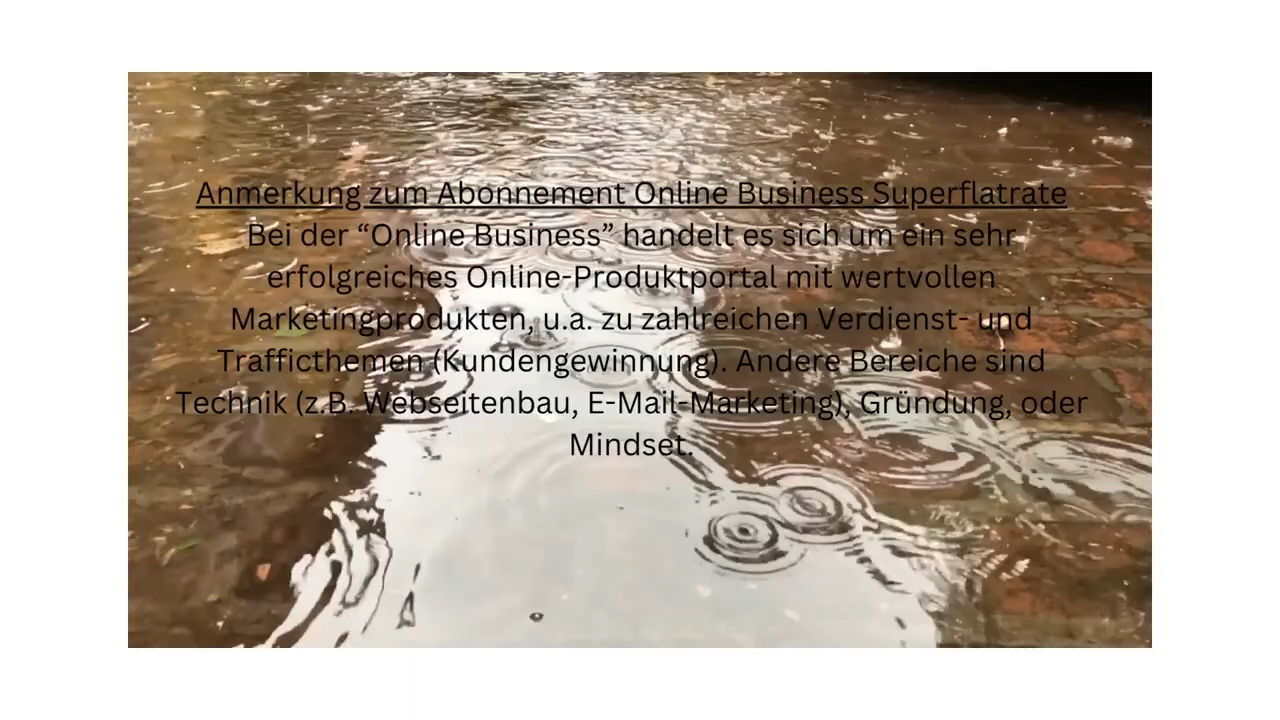 Anmerkung zum Abonnement Online Business Superflatrate
Bei der “Online Business” handelt es sich um ein sehr
erfolgreiches Online-Produktportal mit wertvollen
Marketingprodukten, u.a. zu zahlreichen Verdienst- und
Trafficthemen (Kundengewinnung). Andere Bereiche sind
Technik (z.B. Webseitenbau, E-Mail-Marketing), Gründung, oder
Mindset.